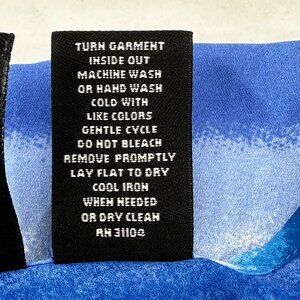 TURN GARMENT
INSIDE OUT
MACHINE WASH
OR HAND WASH
COLD WITH
LIKE COLORS
GENTLE CYCLE
DO NOT BLEACH
REMOVE PROMPTLY
LAY FLAT TO DRY
COOL IRON
WHEN NEEDED
OR DRY CLEAN
RN 31104